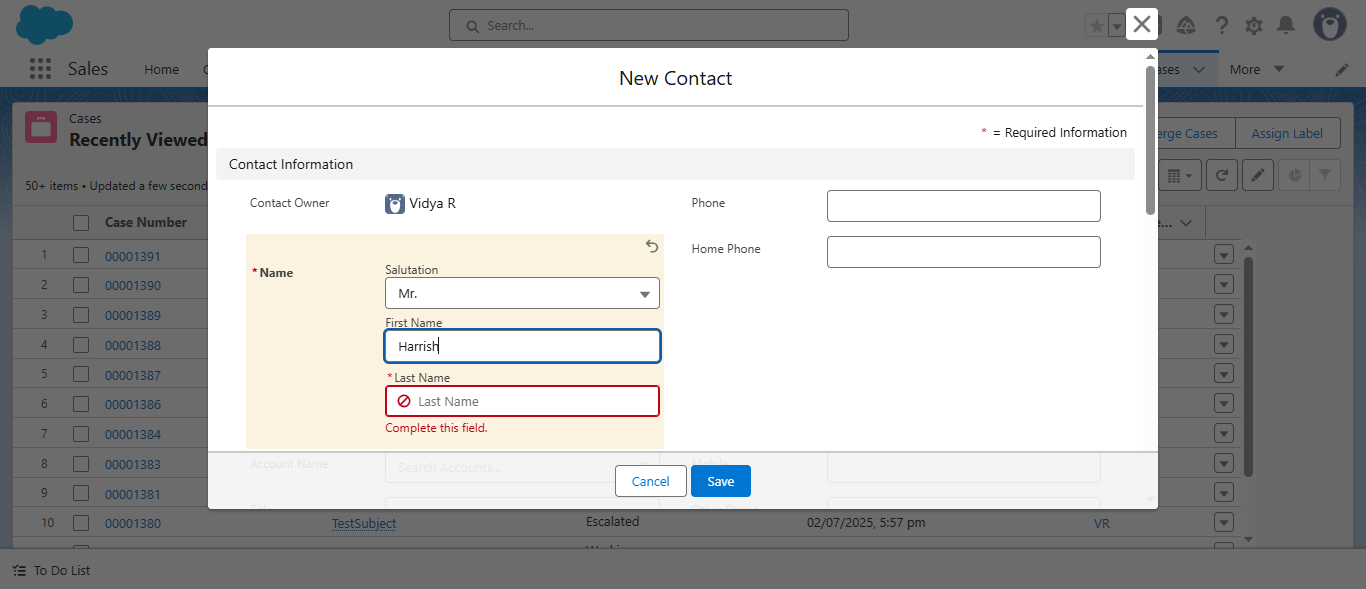 Search...
Sales
Home
More
New Contact
* = Required Information
Cases
Recently Viewed
Assign Label
Contact Information
50+ items • Updated a few second
Contact Owner
Vidya R
Phone
Case Number
Home Phone
* Name
Salutation
Mr.
First Name
Harrish
* Last Name
Last Name
Complete this field.
Account Name
Search Accounts...
Cancel
Save
1 00001391
2 00001390
3 00001389
4 00001388
5 00001387
6 00001386
7 00001384
8 00001383
9 00001381
10 00001380 TestSubject Escalated 02/07/2025, 5:57 pm VR
To Do List